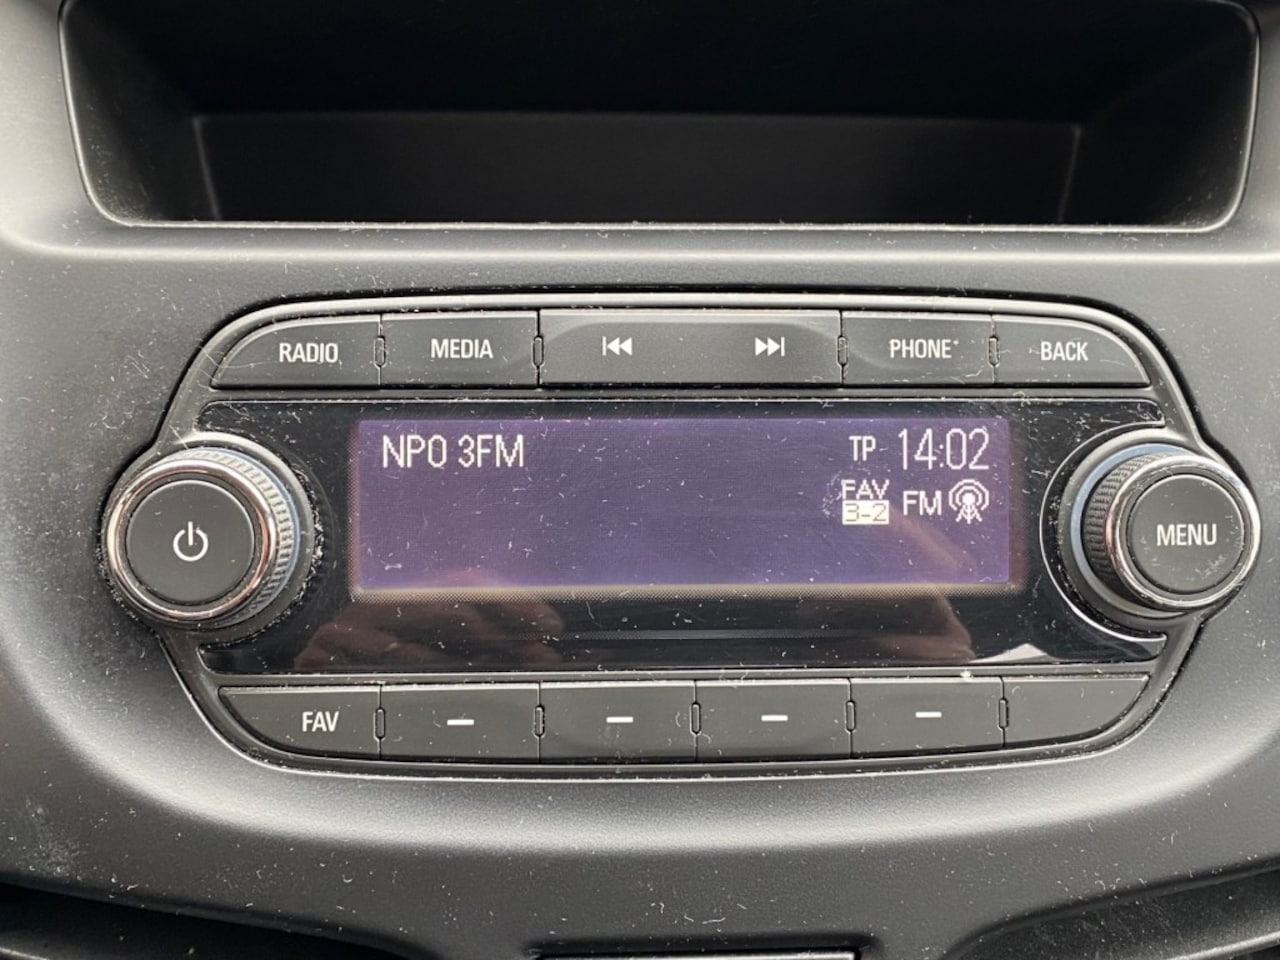 RADIO MEDIA PHONE BACK
NPO 3FM TP 14:02
FAV
3-2 FM
MENU
FAV